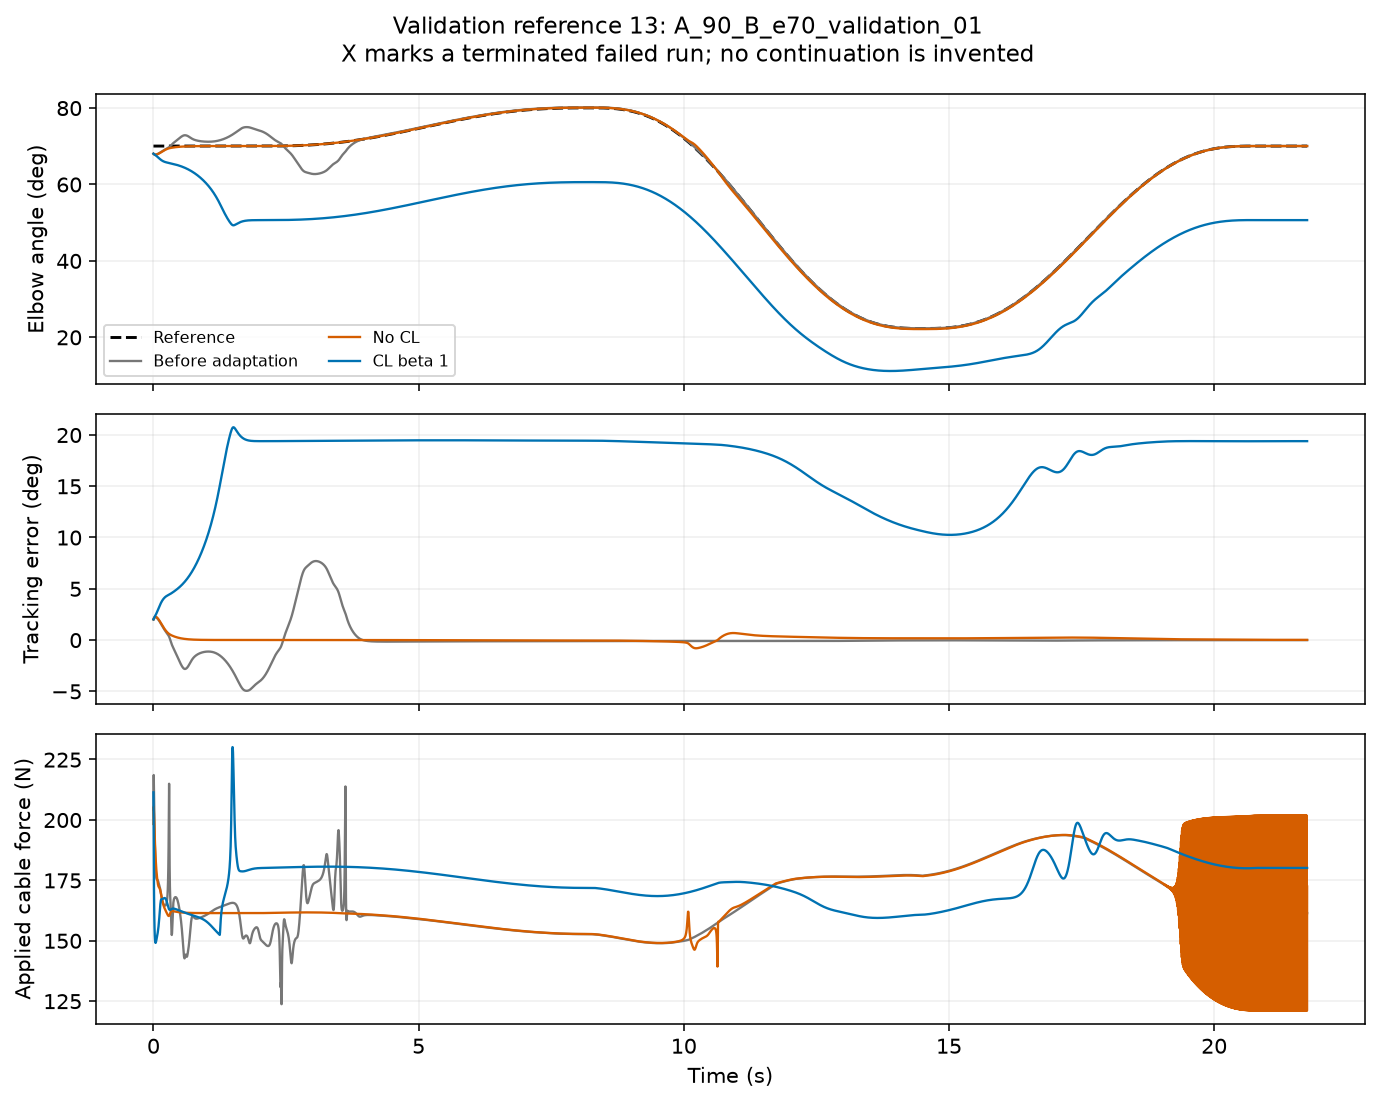 Validation reference 13: A_90_B_e70_validation_01
X marks a terminated failed run; no continuation is invented
Elbow angle (deg)
80
60
40
20
Reference
Before adaptation
No CL
CL beta 1
Tracking error (deg)
20
15
10
5
0
−5
Applied cable force (N)
225
200
175
150
125
0 5 10 15 20
Time (s)